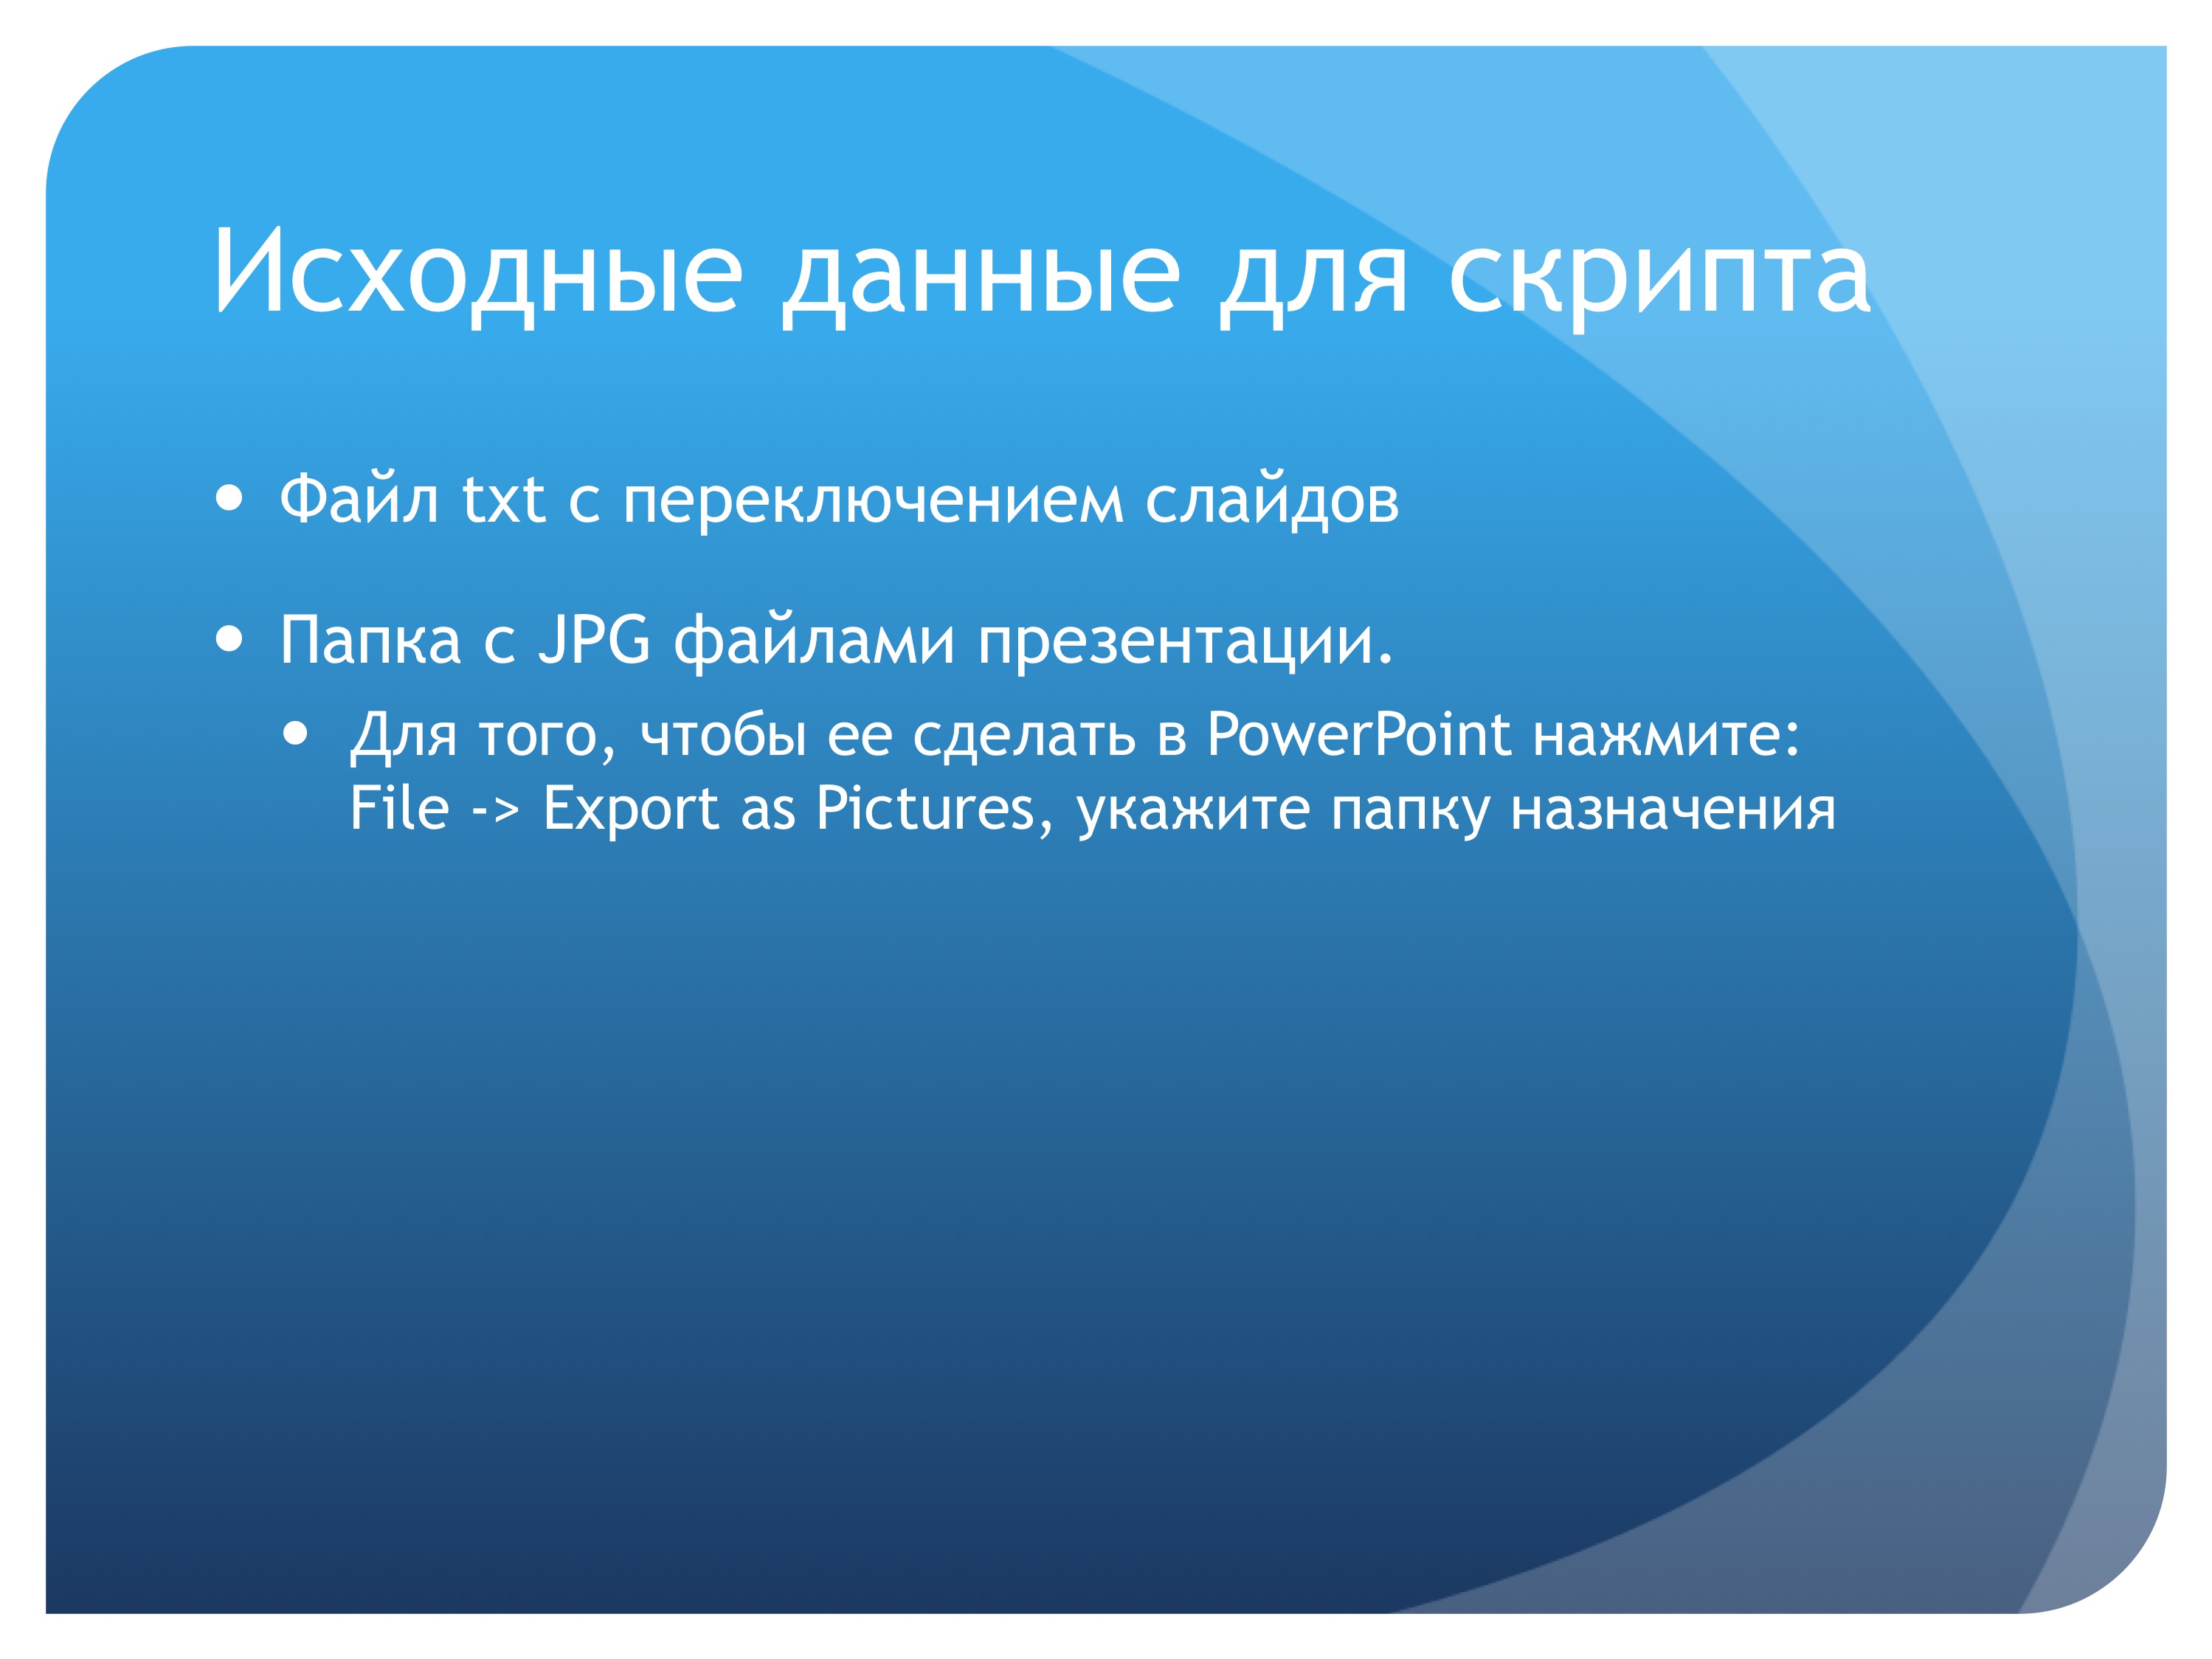 Исходные данные для скрипта
• Файл txt с переключением слайдов
• Папка с JPG файлами презентации.
• Для того, чтобы ее сделать в PowerPoint нажмите:
File -> Export as Pictures, укажите папку назначения